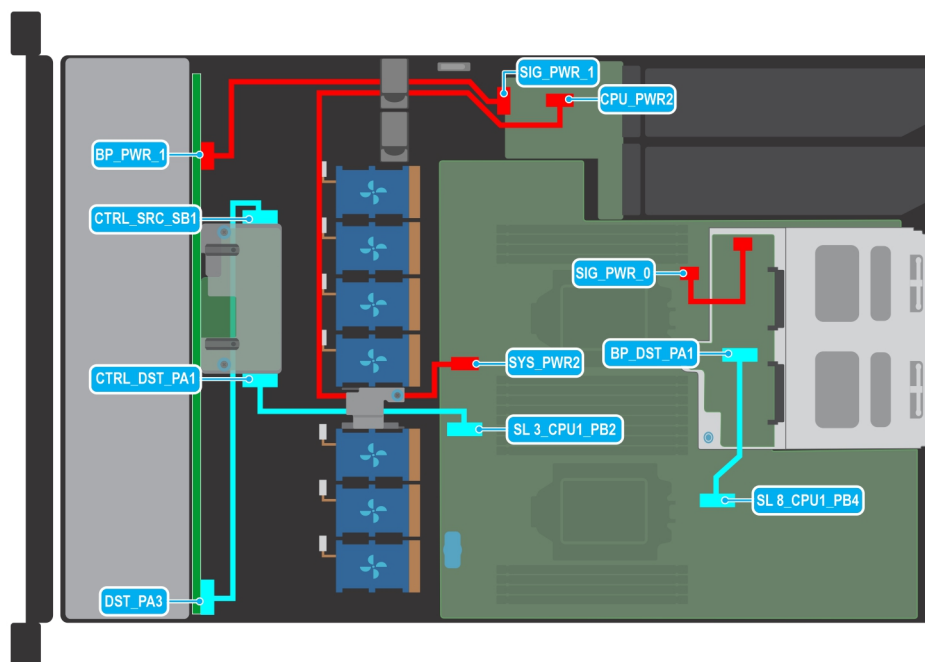 SIG_PWR_1
CPU_PWR2
BP_PWR_1
CTRL_SRC_SB1
SIG_PWR_0
BP_DST_PA1
SYS_PWR2
CTRL_DST_PA1
SL 3_CPU1_PB2
SL 8_CPU1_PB4
DST_PA3